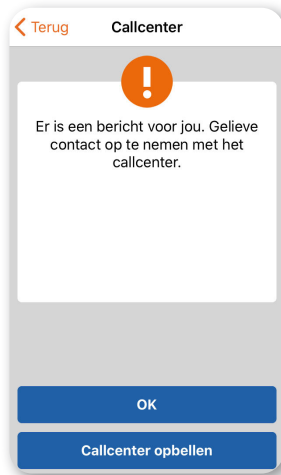 Terug
Callcenter
Er is een bericht voor jou. Gelieve
contact op te nemen met het
callcenter.
OK
Callcenter opbellen